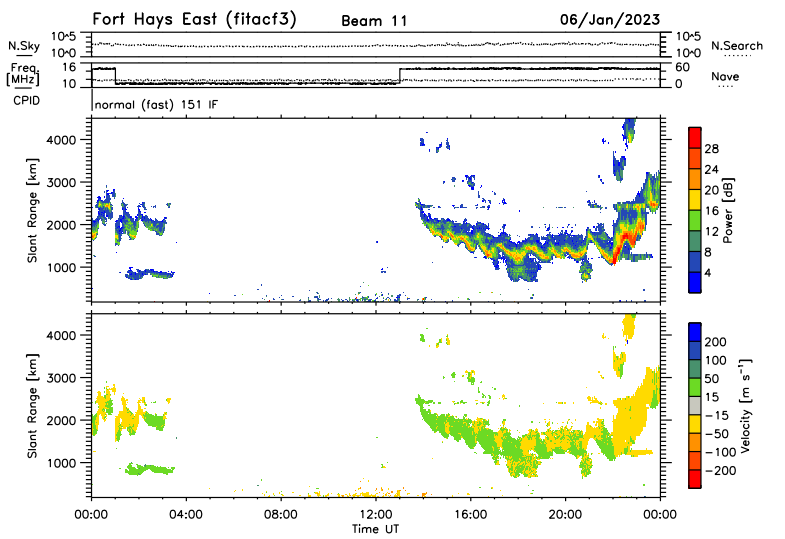 Fort Hays East (fitacf3) Beam 11 06/Jan/2023
N.Sky 10^5 10^0 10^5 10^0 N.Search
Freq. [MHz] 16 10 60 0 Nave
CPID normal (fast) 151 IF
Slant Range [km] 4000 3000 2000 1000
Power [dB] 28 24 20 16 12 8 4
Slant Range [km] 4000 3000 2000 1000
Velocity [m s⁻¹] 200 100 50 15 −15 −50 −100 −200
00:00 04:00 08:00 12:00 16:00 20:00 00:00
Time UT